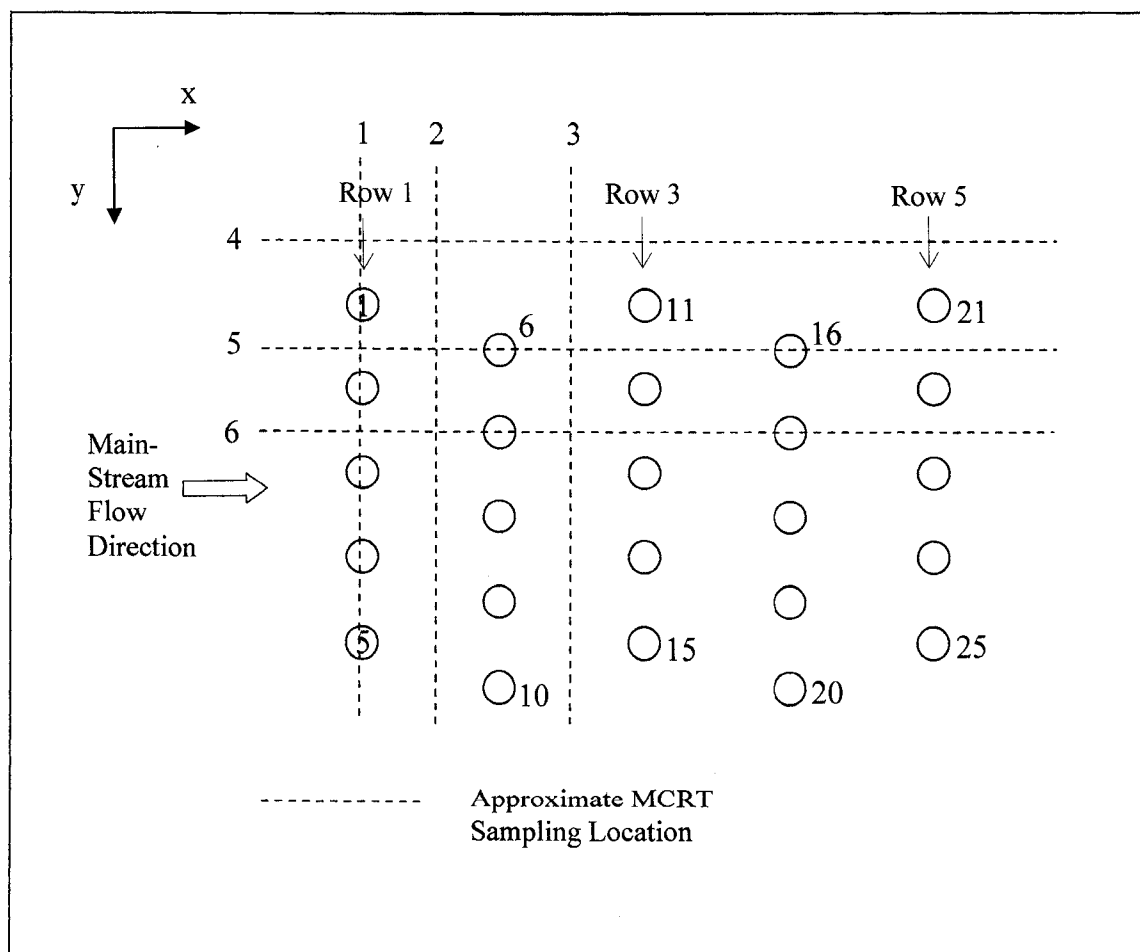 x
y
1
2
3
Row 1
Row 3
Row 5
4
1
11
21
6
16
5
6
Main-
Stream
Flow
Direction
5
15
25
10
20
Approximate MCRT
Sampling Location